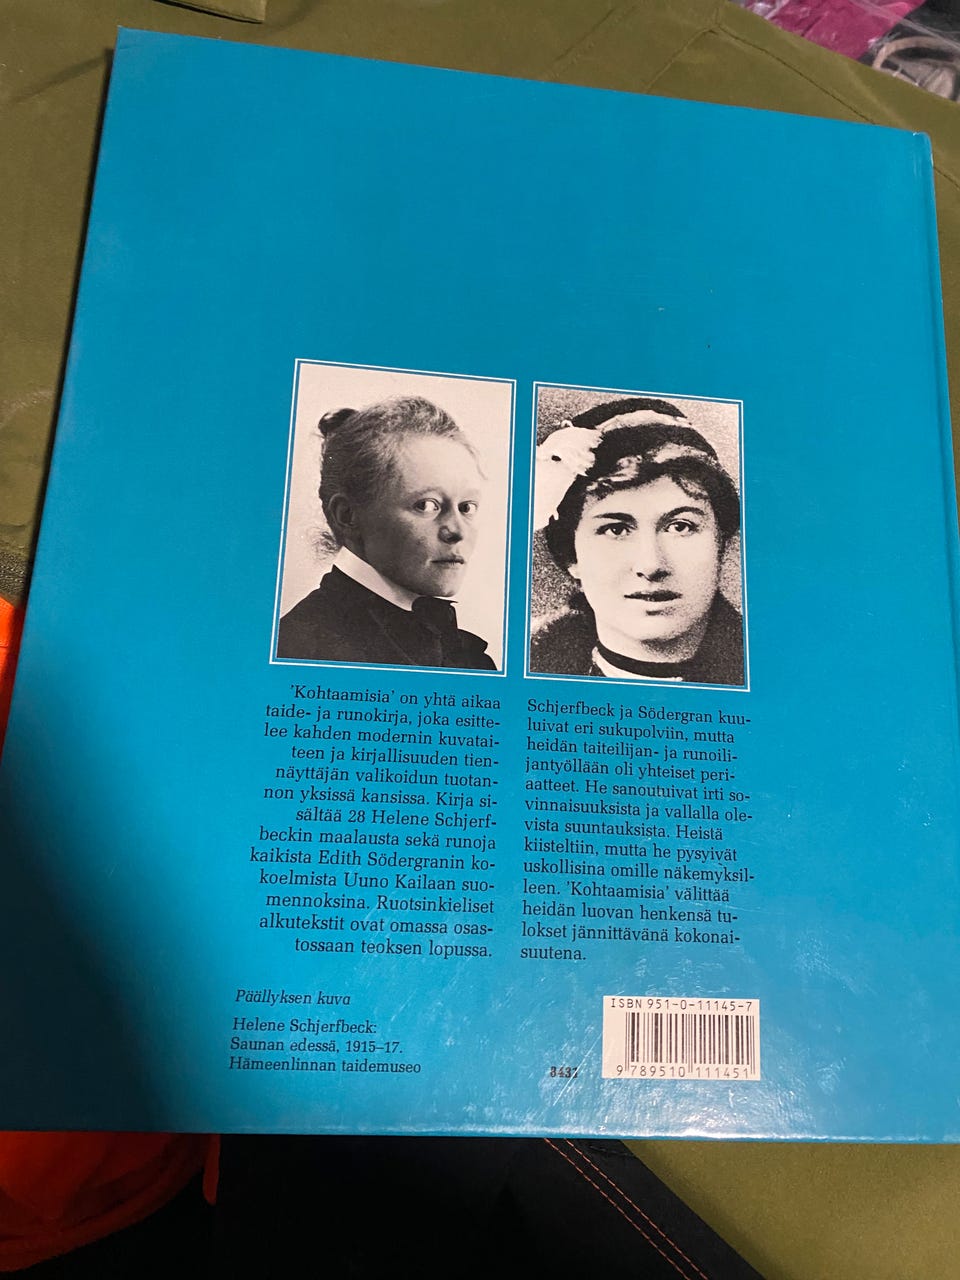 'Kohtaamisia' on yhtä aikaa
taide- ja runokirja, joka esitte-
lee kahden modernin kuvatai-
teen ja kirjallisuuden tien-
näyttäjän valikoidun tuotan-
non yksissä kansissa. Kirja si-
sältää 28 Helene Schjerf-
beckin maalausta sekä runoja
kaikista Edith Södergranin ko-
koelmista Uuno Kailaan suo-
mennoksina. Ruotsinkieliset
alkutekstit ovat omassa osas-
tossaan teoksen lopussa.
Schjerfbeck ja Södergran kuu-
luivat eri sukupolviin, mutta
heidän taiteilijan- ja runoili-
jantyöllään oli yhteiset peri-
aatteet. He sanoutuivat irti so-
vinnaisuuksista ja vallalla ole-
vista suuntauksista. Heistä
kiisteltiin, mutta he pysyivät
uskollisina omille näkemyksil-
leen. 'Kohtaamisia' välittää
heidän luovan henkensä tu-
lokset jännittävänä kokonai-
suutena.
Päällyksen kuva
Helene Schjerfbeck:
Saunan edessä, 1915–17.
Hämeenlinnan taidemuseo
ISBN 951-0-11145-7
9 789510 111451